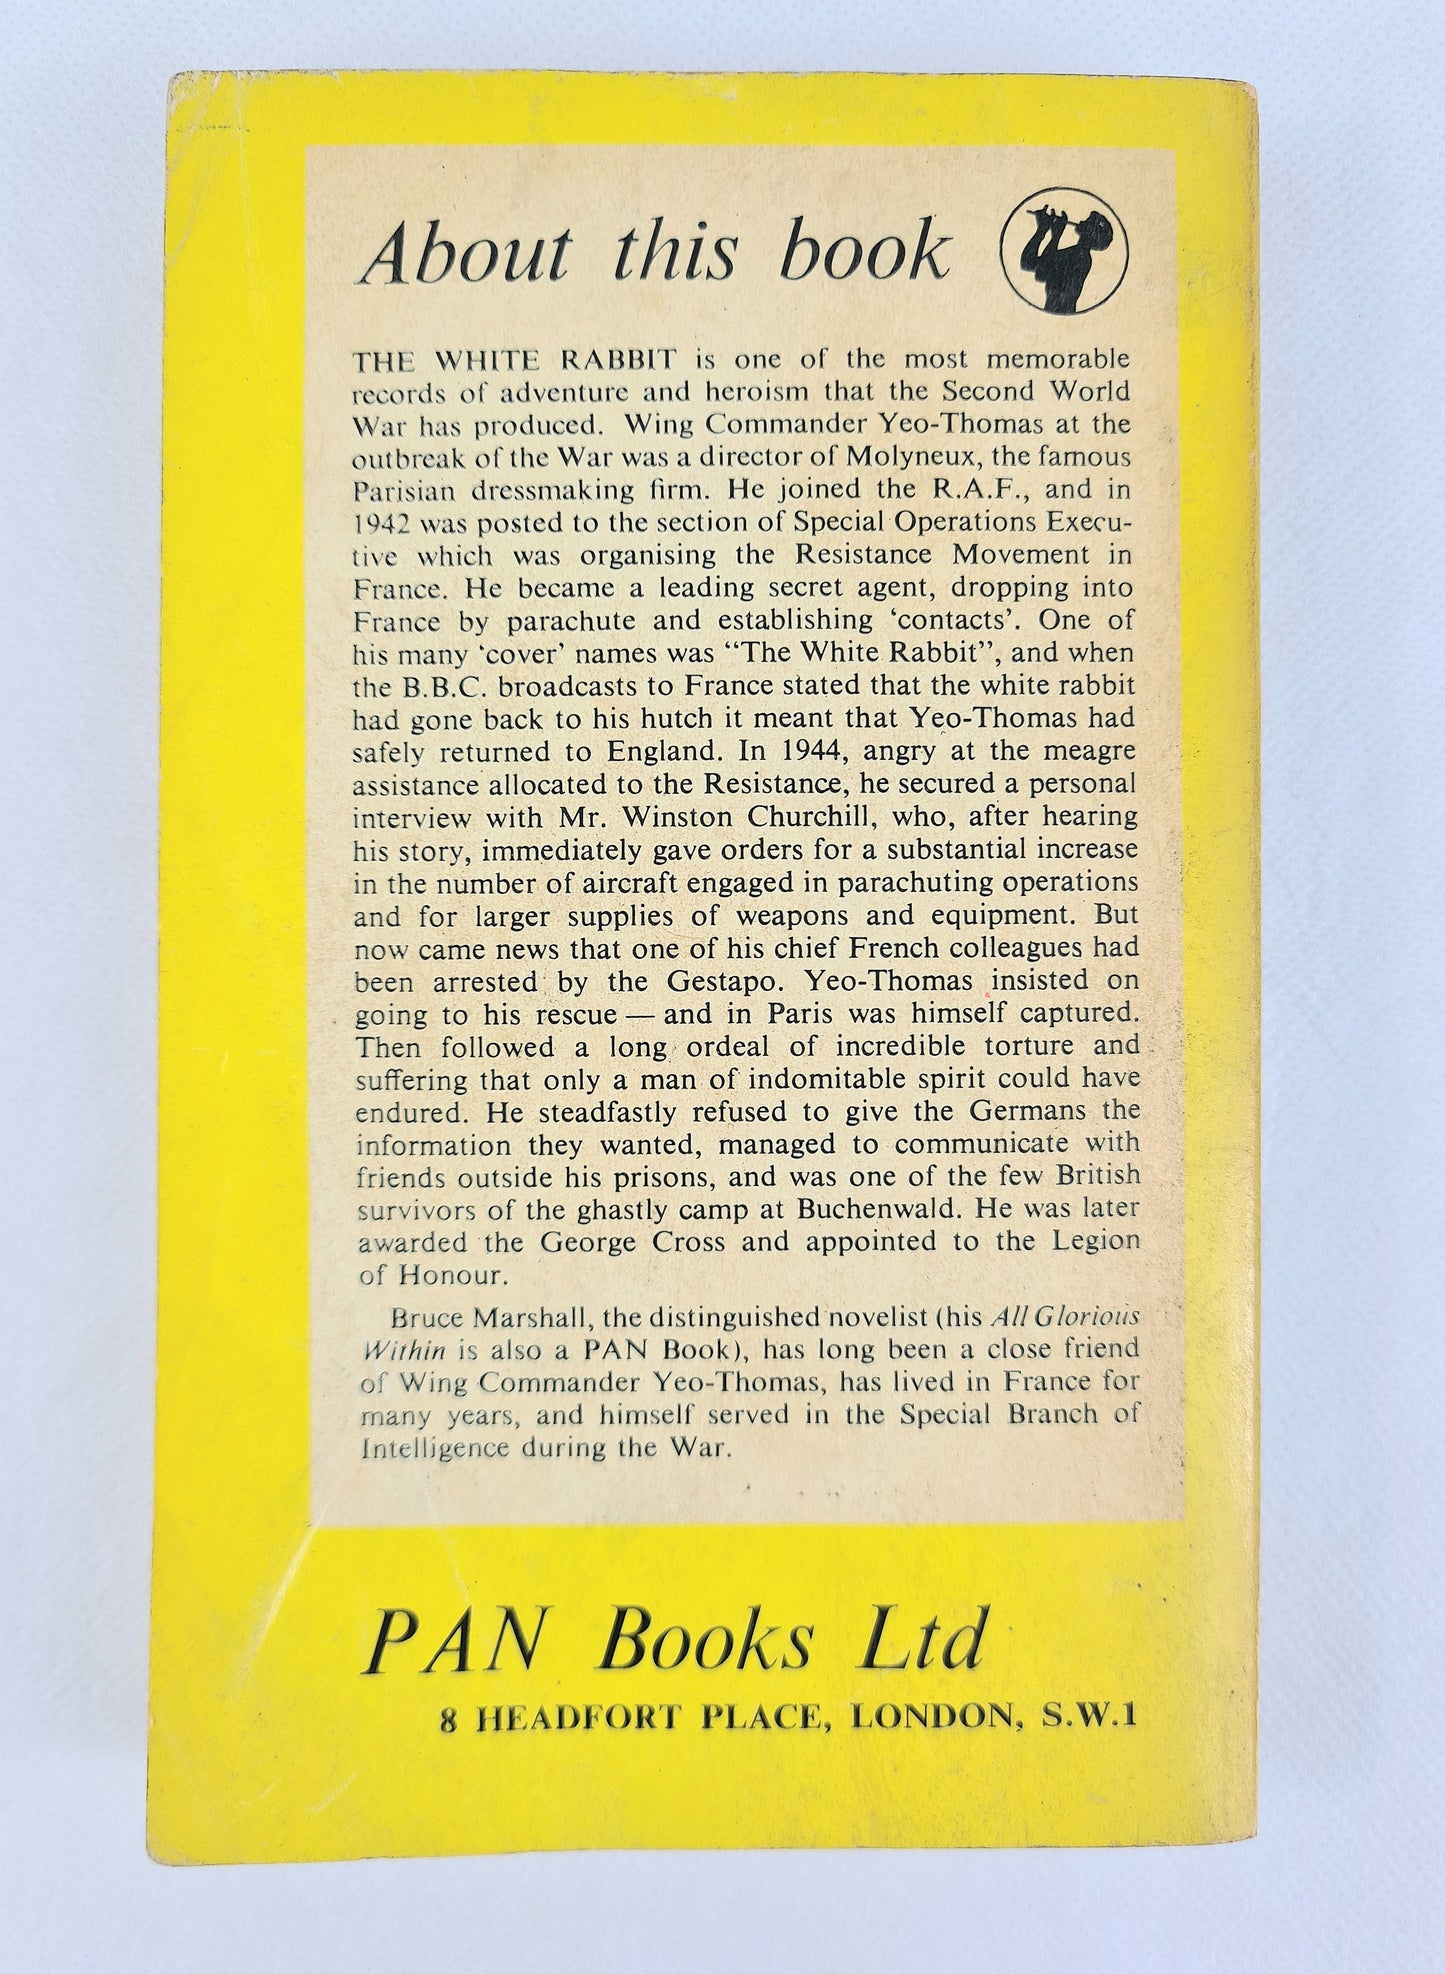 About this book
THE WHITE RABBIT is one of the most memorable
records of adventure and heroism that the Second World
War has produced. Wing Commander Yeo-Thomas at the
outbreak of the War was a director of Molyneux, the famous
Parisian dressmaking firm. He joined the R.A.F., and in
1942 was posted to the section of Special Operations Execu-
tive which was organising the Resistance Movement in
France. He became a leading secret agent, dropping into
France by parachute and establishing ‘contacts’. One of
his many ‘cover’ names was “The White Rabbit”, and when
the B.B.C. broadcasts to France stated that the white rabbit
had gone back to his hutch it meant that Yeo-Thomas had
safely returned to England. In 1944, angry at the meagre
assistance allocated to the Resistance, he secured a personal
interview with Mr. Winston Churchill, who, after hearing
his story, immediately gave orders for a substantial increase
in the number of aircraft engaged in parachuting operations
and for larger supplies of weapons and equipment. But
now came news that one of his chief French colleagues had
been arrested by the Gestapo. Yeo-Thomas insisted on
going to his rescue — and in Paris was himself captured.
Then followed a long ordeal of incredible torture and
suffering that only a man of indomitable spirit could have
endured. He steadfastly refused to give the Germans the
information they wanted, managed to communicate with
friends outside his prisons, and was one of the few British
survivors of the ghastly camp at Buchenwald. He was later
awarded the George Cross and appointed to the Legion
of Honour.
Bruce Marshall, the distinguished novelist (his All Glorious
Within is also a PAN Book), has long been a close friend
of Wing Commander Yeo-Thomas, has lived in France for
many years, and himself served in the Special Branch of
Intelligence during the War.
PAN Books Ltd
8 HEADFORT PLACE, LONDON, S.W.1